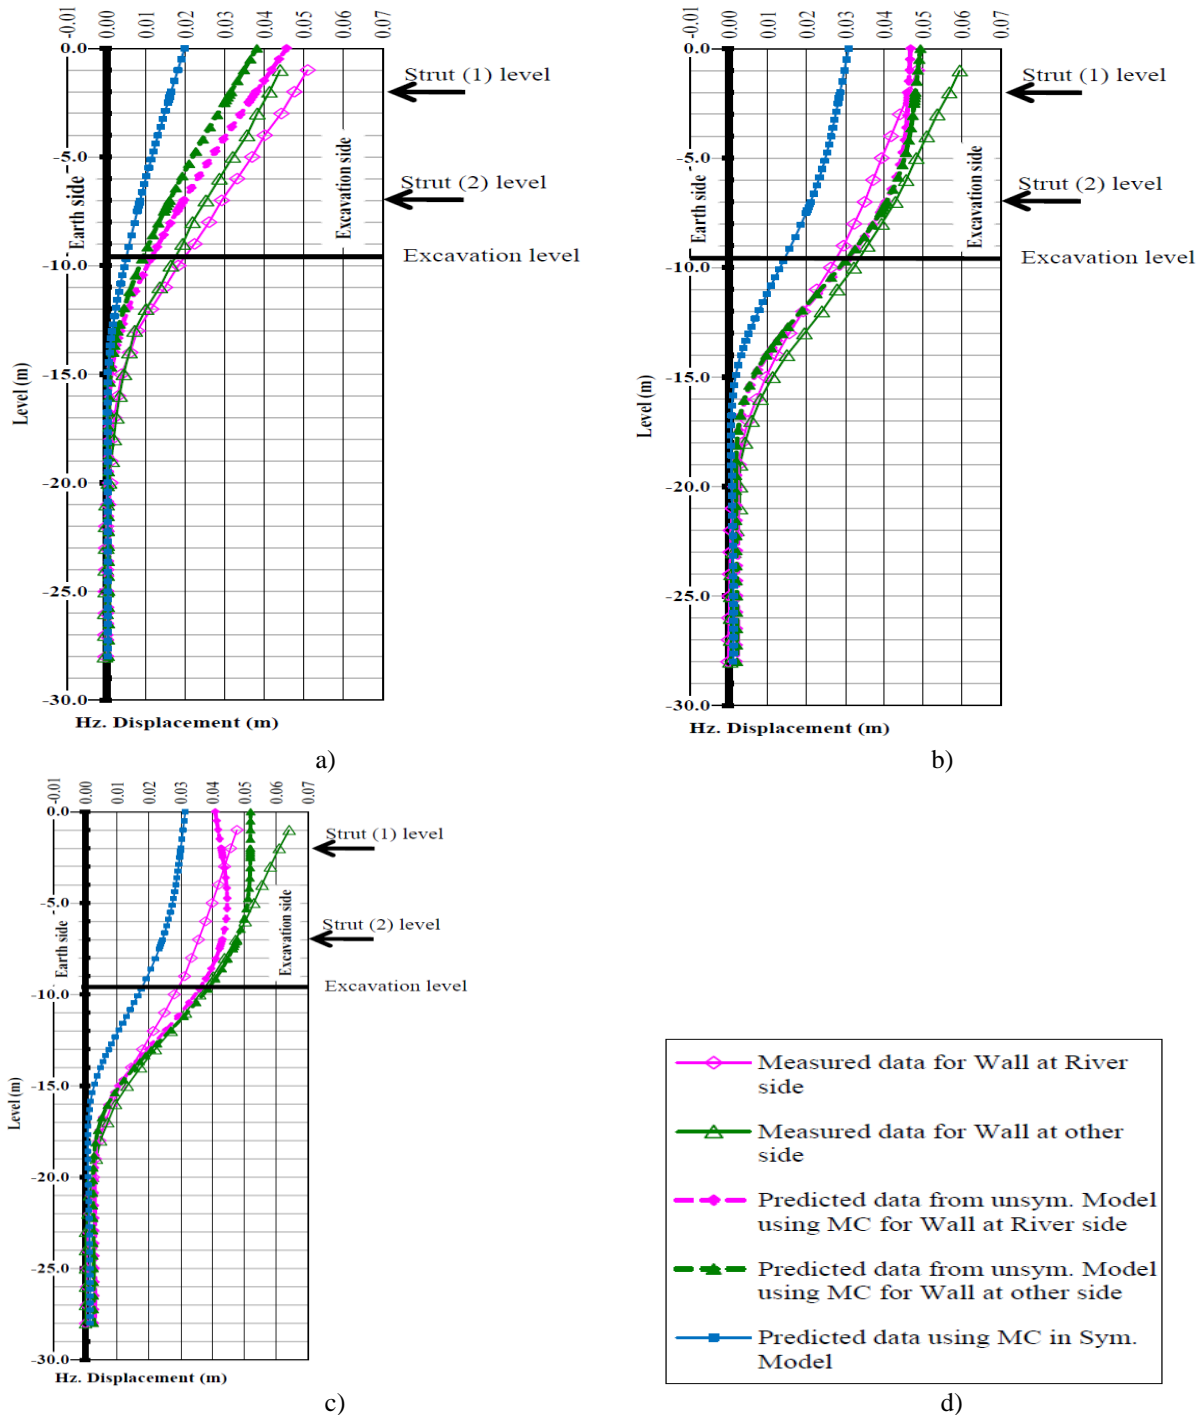 -0.01 0.00 0.01 0.02 0.03 0.04 0.05 0.06 0.07
0.0
-5.0
-10.0
-15.0
-20.0
-25.0
-30.0
Level (m)
Earth side
Excavation side
Strut (1) level
Strut (2) level
Excavation level
Hz. Displacement (m)
a)
-0.01 0.00 0.01 0.02 0.03 0.04 0.05 0.06 0.07
0.0
-5.0
-10.0
-15.0
-20.0
-25.0
-30.0
Level (m)
Earth side
Excavation side
Strut (1) level
Strut (2) level
Excavation level
Hz. Displacement (m)
b)
-0.01 0.00 0.01 0.02 0.03 0.04 0.05 0.06 0.07
0.0
-5.0
-10.0
-15.0
-20.0
-25.0
-30.0
Level (m)
Earth side
Excavation side
Strut (1) level
Strut (2) level
Excavation level
Hz. Displacement (m)
c)
Measured data for Wall at River
side
Measured data for Wall at other
side
Predicted data from unsym. Model
using MC for Wall at River side
Predicted data from unsym. Model
using MC for Wall at other side
Predicted data using MC in Sym.
Model
d)